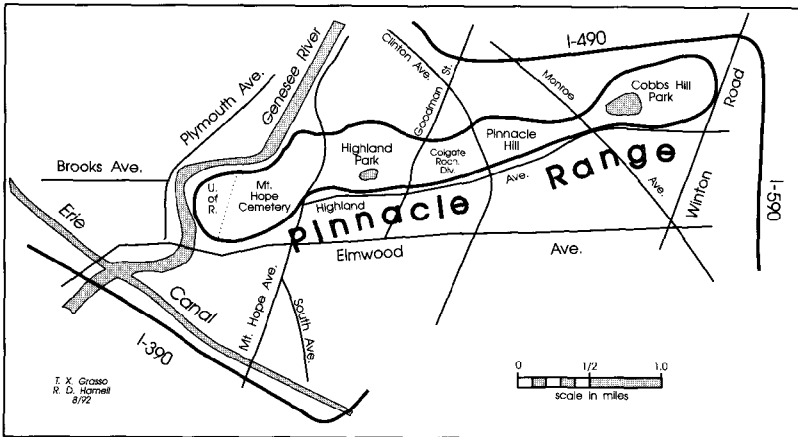 I-490
Clinton Ave.
Goodman St.
Monroe
Ave.
Cobbs Hill
Park
Road
Winton
I-590
Genesee River
Plymouth Ave.
Brooks Ave.
Highland
Park
Pinnacle
Hill
Colgate
Roch.
Div.
U.
of
R.
Mt.
Hope
Cemetery
Highland
Ave.
Pinnacle Range
Erie
Canal
Elmwood Ave.
Mt. Hope Ave.
South Ave.
I-390
T. X. Grasso
R. D. Hamell
8/92
0 1/2 1.0
scale in miles